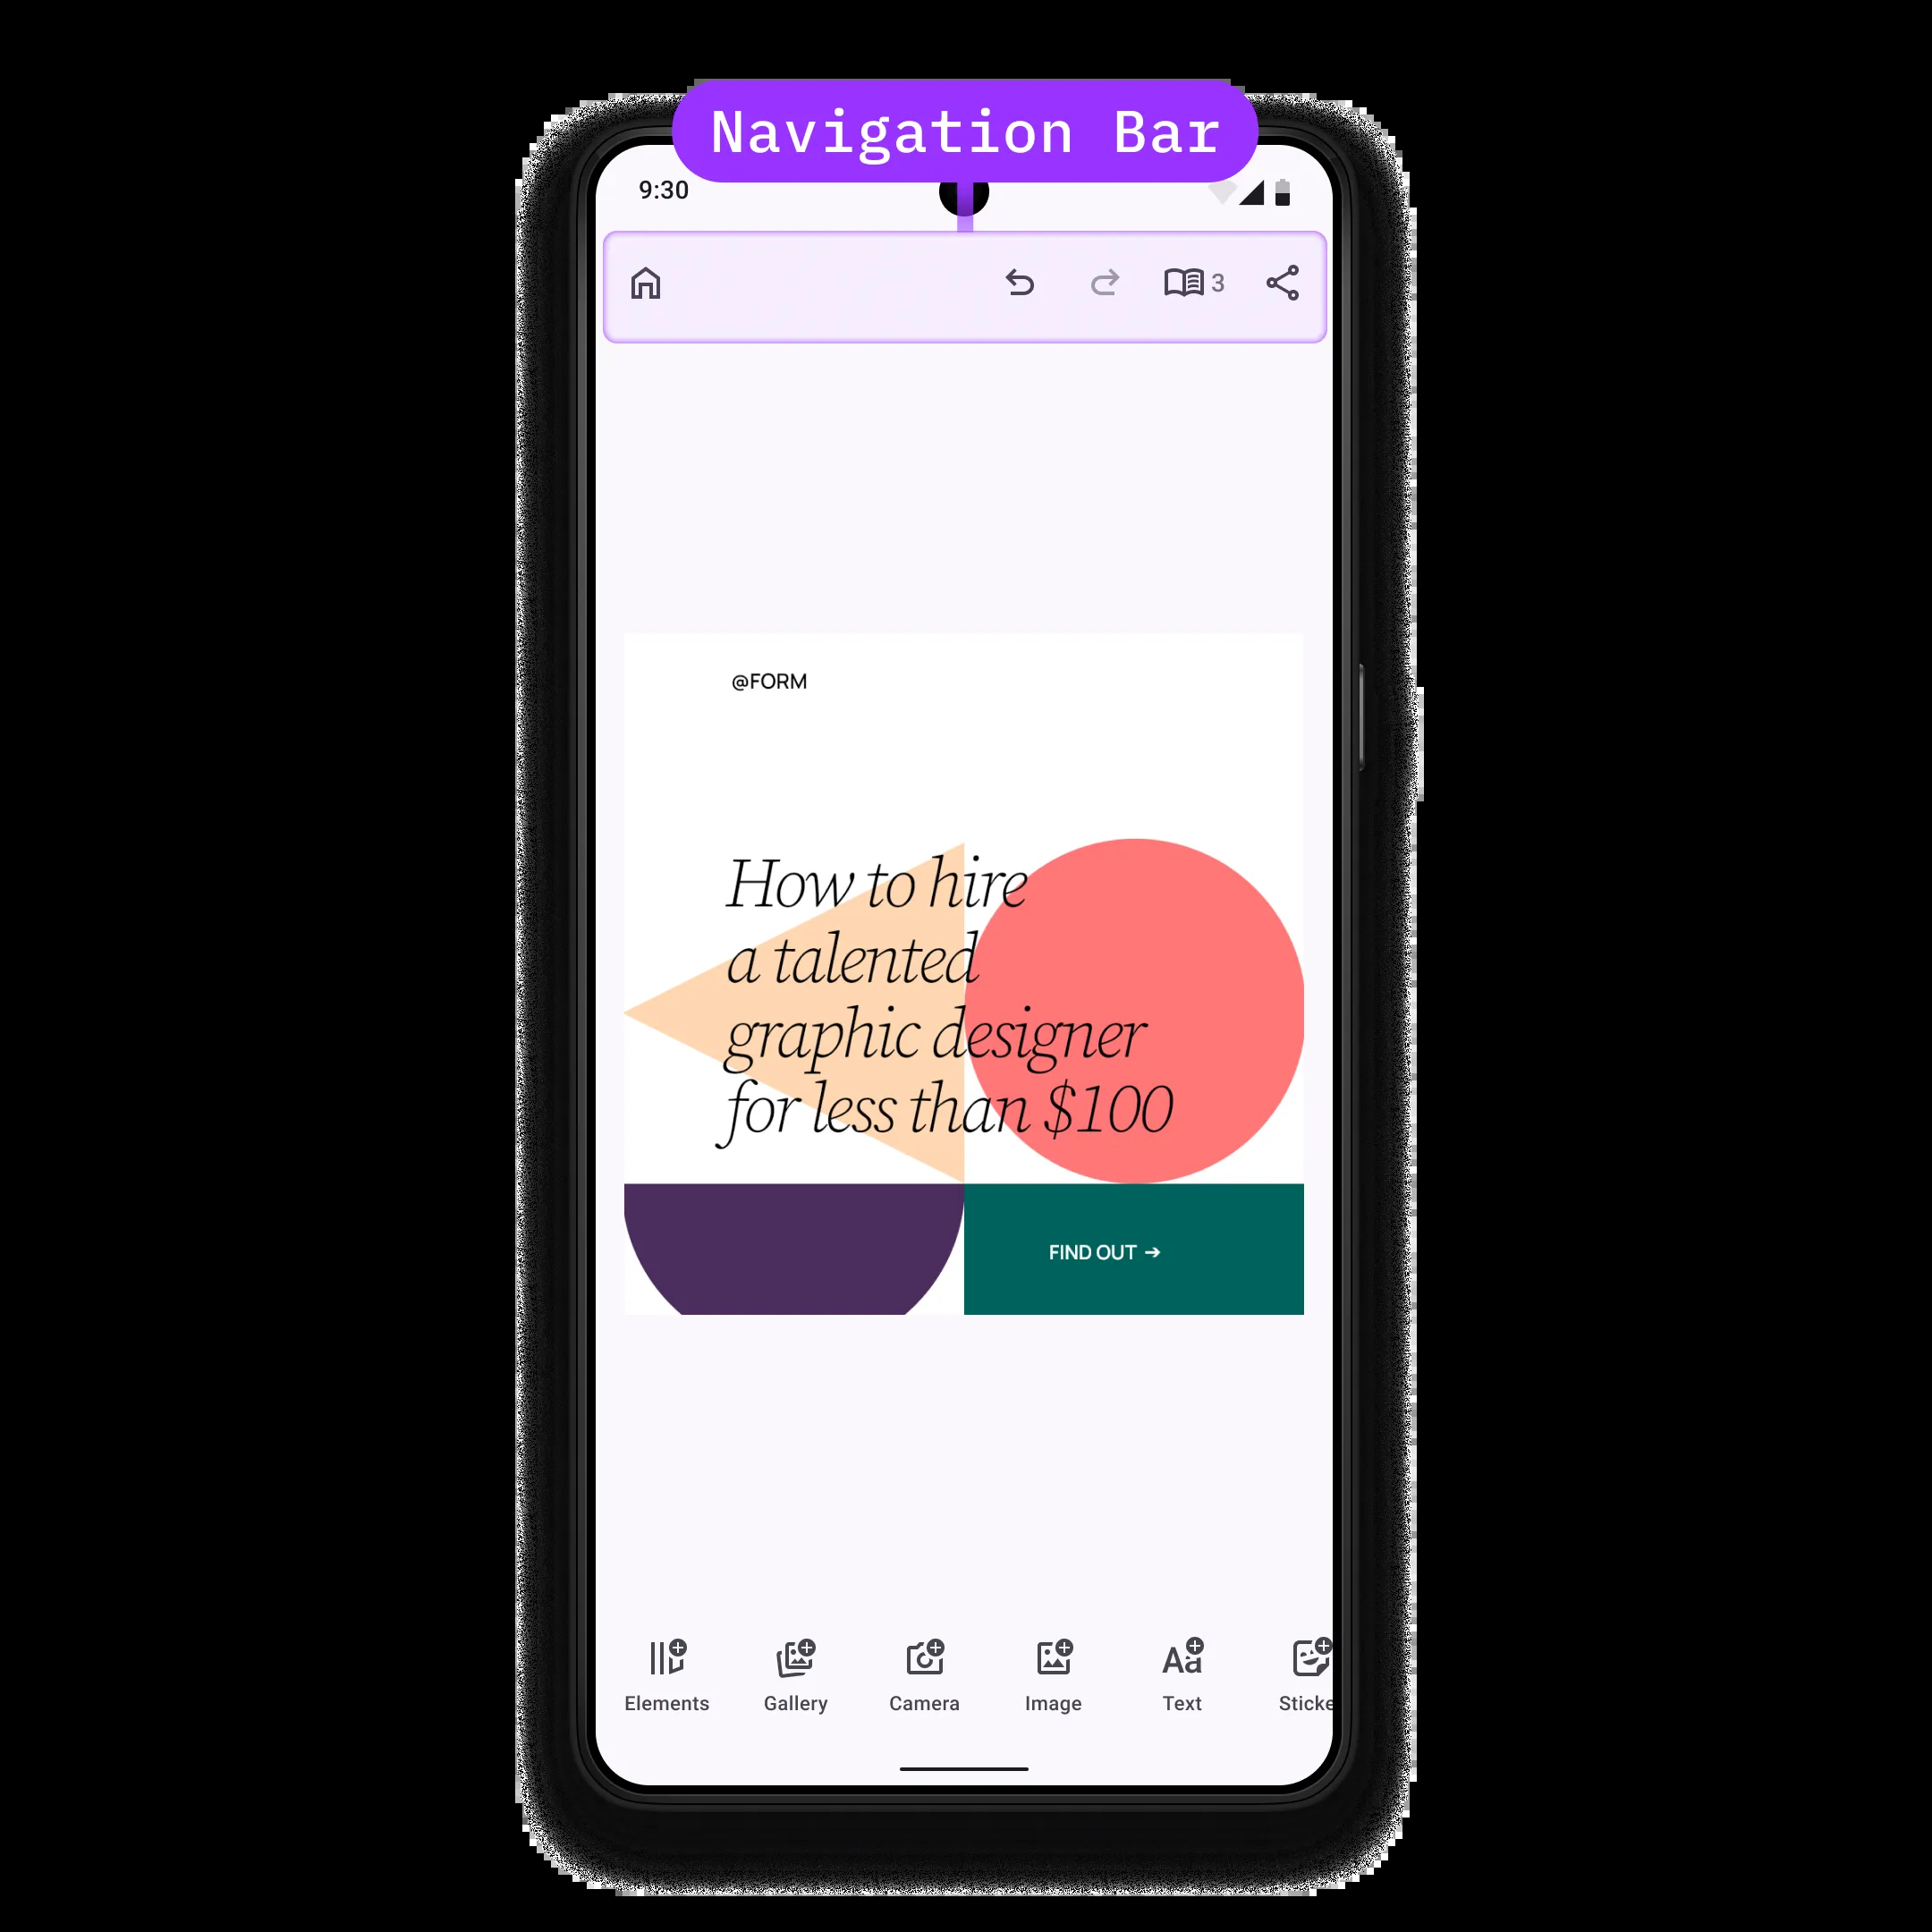 Navigation Bar
9:30
3
@FORM
How to hire
a talented
graphic designer
for less than $100
FIND OUT →
Elements Gallery Camera Image Text Sticke